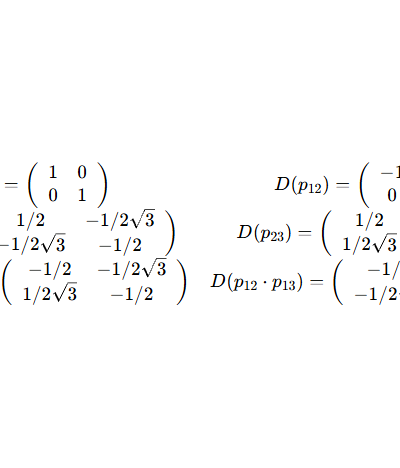 = ( 1 0 ) D(p₁₂) = ( −1
0 1 0
1/2 −1/2√3 ) D(p₂₃) = ( 1/2
−1/2√3 −1/2 1/2√3
( −1/2 −1/2√3 ) D(p₁₂ · p₁₃) = ( −1/
1/2√3 −1/2 −1/2